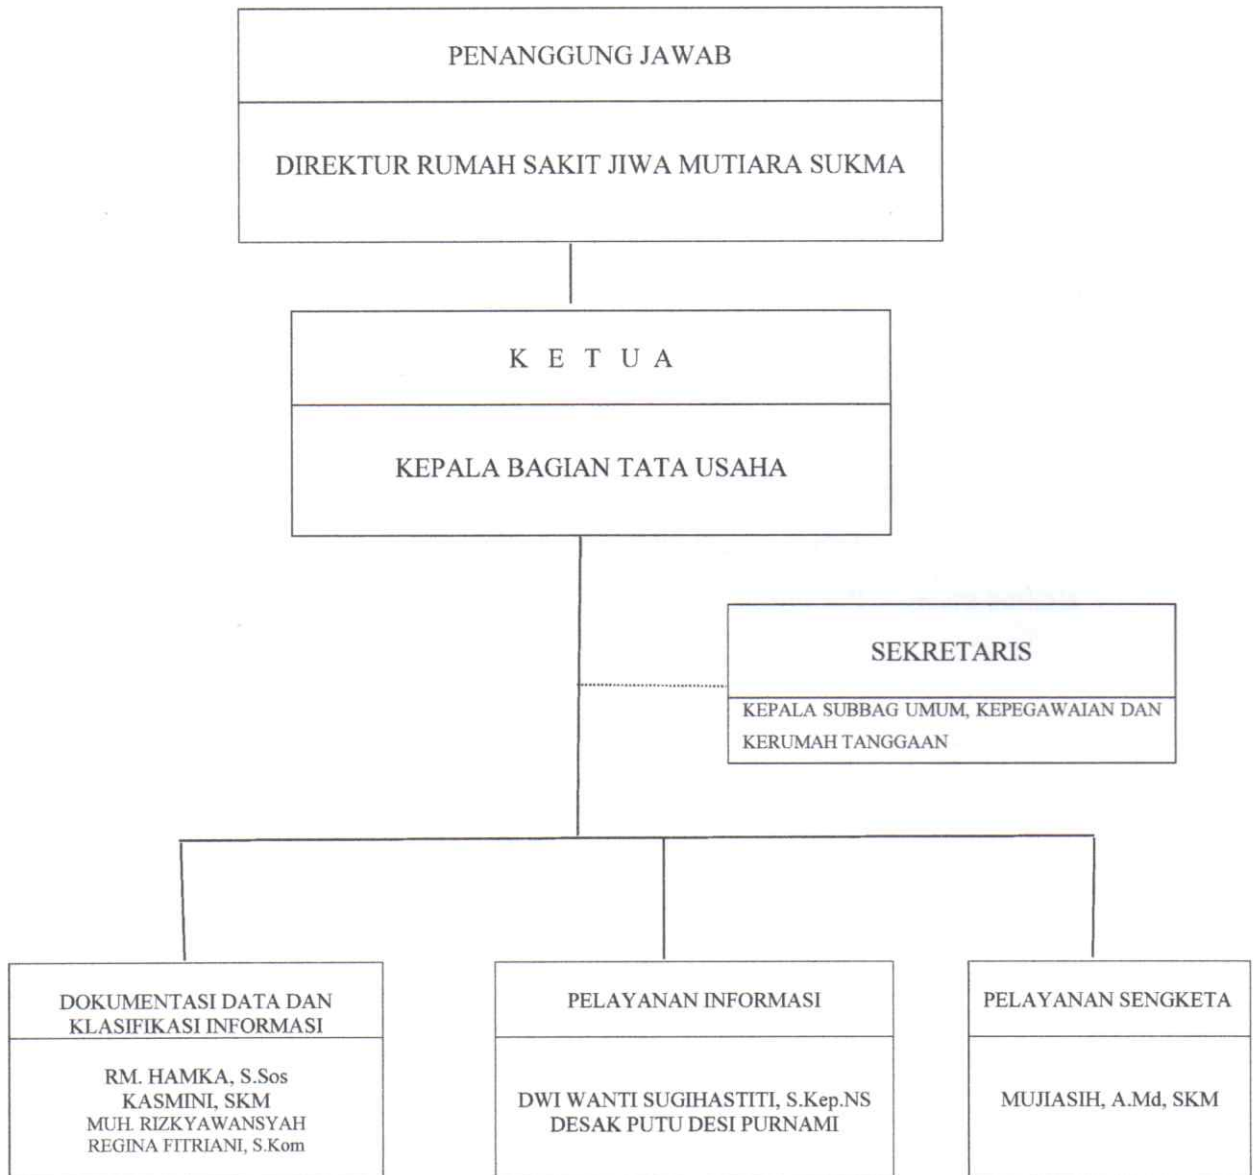 PENANGGUNG JAWAB
DIREKTUR RUMAH SAKIT JIWA MUTIARA SUKMA
K E T U A
KEPALA BAGIAN TATA USAHA
SEKRETARIS
KEPALA SUBBAG UMUM, KEPEGAWAIAN DAN
KERUMAH TANGGAAN
DOKUMENTASI DATA DAN
KLASIFIKASI INFORMASI
RM. HAMKA, S.Sos
KASMINI, SKM
MUH. RIZKYAWANSYAH
REGINA FITRIANI, S.Kom
PELAYANAN INFORMASI
DWI WANTI SUGIHASTITI, S.Kep.NS
DESAK PUTU DESI PURNAMI
PELAYANAN SENGKETA
MUJIASIH, A.Md, SKM